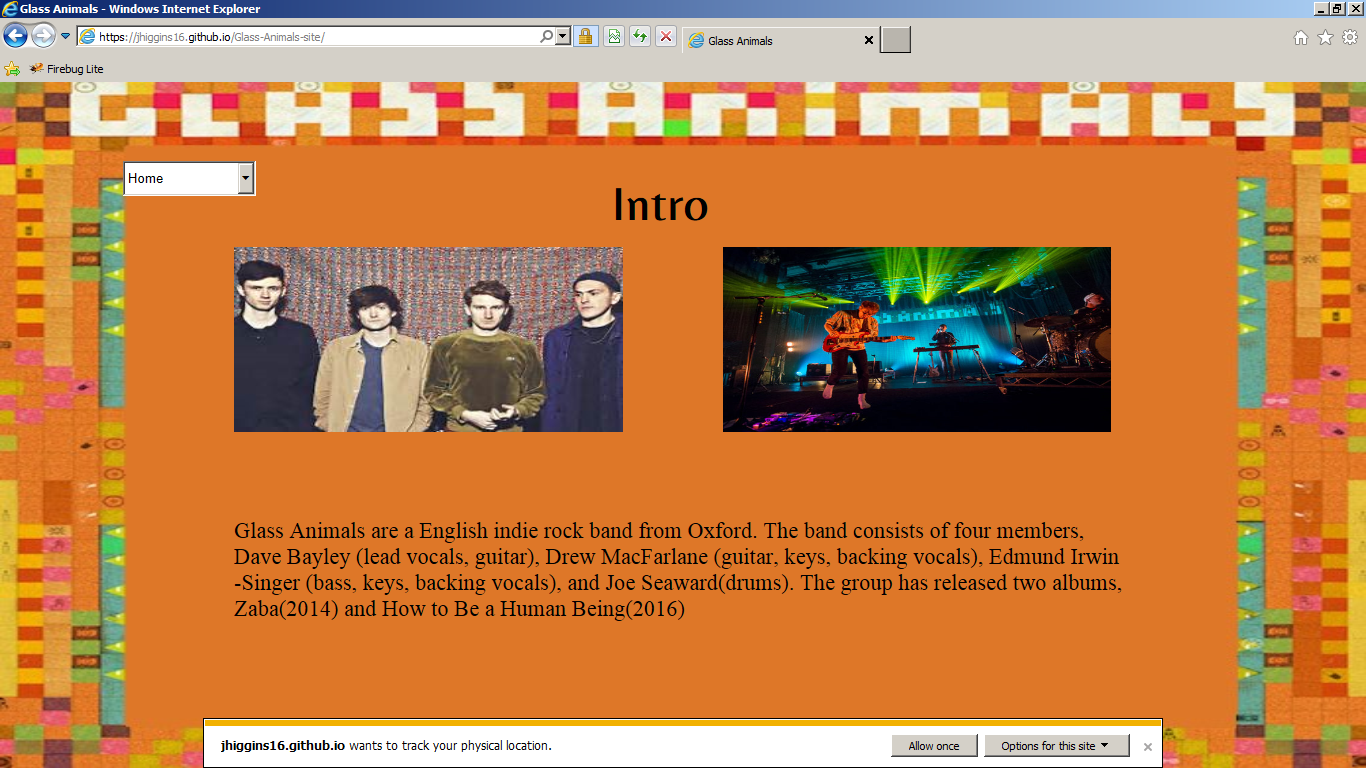 Glass Animals - Windows Internet Explorer
https://jhiggins16.github.io/Glass-Animals-site/
Glass Animals
Firebug Lite
GLASS ANIMALS
Home
Intro
Glass Animals are a English indie rock band from Oxford. The band consists of four members,
Dave Bayley (lead vocals, guitar), Drew MacFarlane (guitar, keys, backing vocals), Edmund Irwin
-Singer (bass, keys, backing vocals), and Joe Seaward(drums). The group has released two albums,
Zaba(2014) and How to Be a Human Being(2016)
jhiggins16.github.io wants to track your physical location.
Allow once
Options for this site